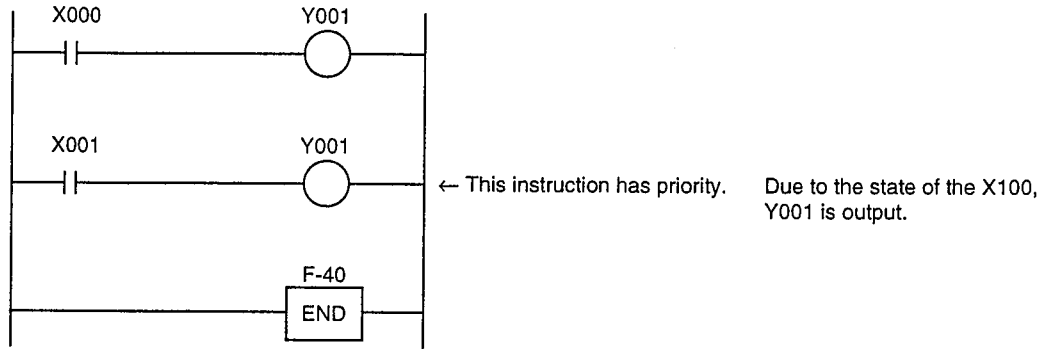 X000 Y001
X001 Y001
← This instruction has priority. Due to the state of the X100,
Y001 is output.
F-40
END